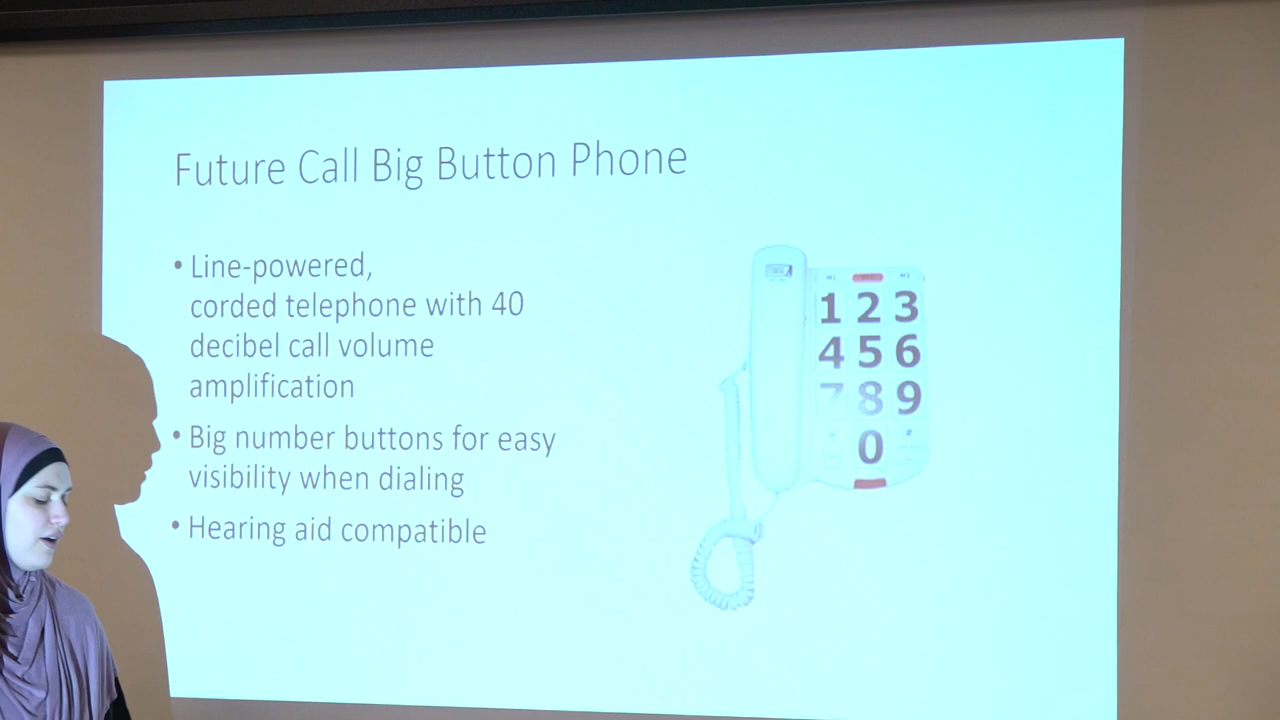 Future Call Big Button Phone
• Line-powered,
corded telephone with 40
decibel call volume
amplification
• Big number buttons for easy
visibility when dialing
• Hearing aid compatible
1 2 3
4 5 6
7 8 9
0 #